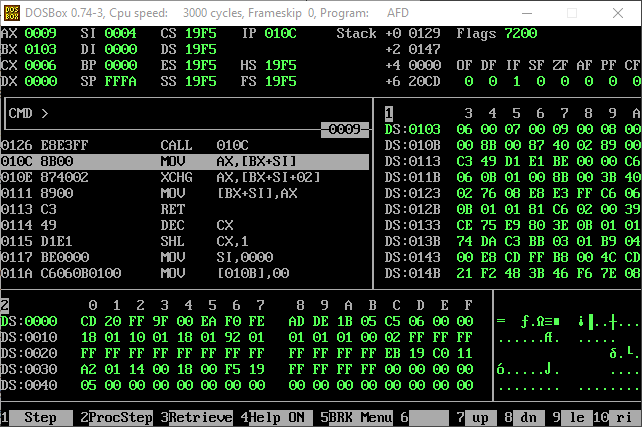 DOSBox 0.74-3, Cpu speed: 3000 cycles, Frameskip 0, Program: AFD
AX 0009 SI 0004 CS 19F5 IP 010C Stack +0 0129 Flags 7200
BX 0103 DI 0000 DS 19F5 +2 0147
CX 0006 BP 0000 ES 19F5 HS 19F5 +4 0000 OF DF IF SF ZF AF PF CF
DX 0000 SP FFFA SS 19F5 FS 19F5 +6 20CD 0 0 1 0 0 0 0 0
CMD >
0009
1 3 4 5 6 7 8 9 A
DS:0103 06 00 07 00 09 00 08 00
0126 E8E3FF CALL 010C DS:010B 00 8B 00 87 40 02 89 00
010C 8B00 MOV AX,[BX+SI] DS:0113 C3 49 D1 E1 BE 00 00 C6
010E 874002 XCHG AX,[BX+SI+02] DS:011B 06 0B 01 00 8B 00 3B 40
0111 8900 MOV [BX+SI],AX DS:0123 02 76 08 E8 E3 FF C6 06
0113 C3 RET DS:012B 0B 01 01 81 C6 02 00 39
0114 49 DEC CX DS:0133 CE 75 E9 80 3E 0B 01 01
0115 D1E1 SHL CX,1 DS:013B 74 DA C3 BB 03 01 B9 04
0117 BE0000 MOV SI,0000 DS:0143 00 E8 CD FF B8 00 4C CD
011A C6060B0100 MOV [010B],00 DS:014B 21 F2 48 3B 46 F6 7E 08
2 0 1 2 3 4 5 6 7 8 9 A B C D E F
DS:0000 CD 20 FF 9F 00 EA F0 FE AD DE 1B 05 C5 06 00 00
DS:0010 18 01 10 01 18 01 92 01 01 01 01 00 02 FF FF FF
DS:0020 FF FF FF FF FF FF FF FF FF FF FF FF EB 19 C0 11
DS:0030 A2 01 14 00 18 00 F5 19 FF FF FF FF 00 00 00 00
DS:0040 05 00 00 00 00 00 00 00 00 00 00 00 00 00 00 00
1 Step 2 ProcStep 3 Retrieve 4 Help ON 5 BRK Menu 6 7 up 8 dn 9 le 10 ri